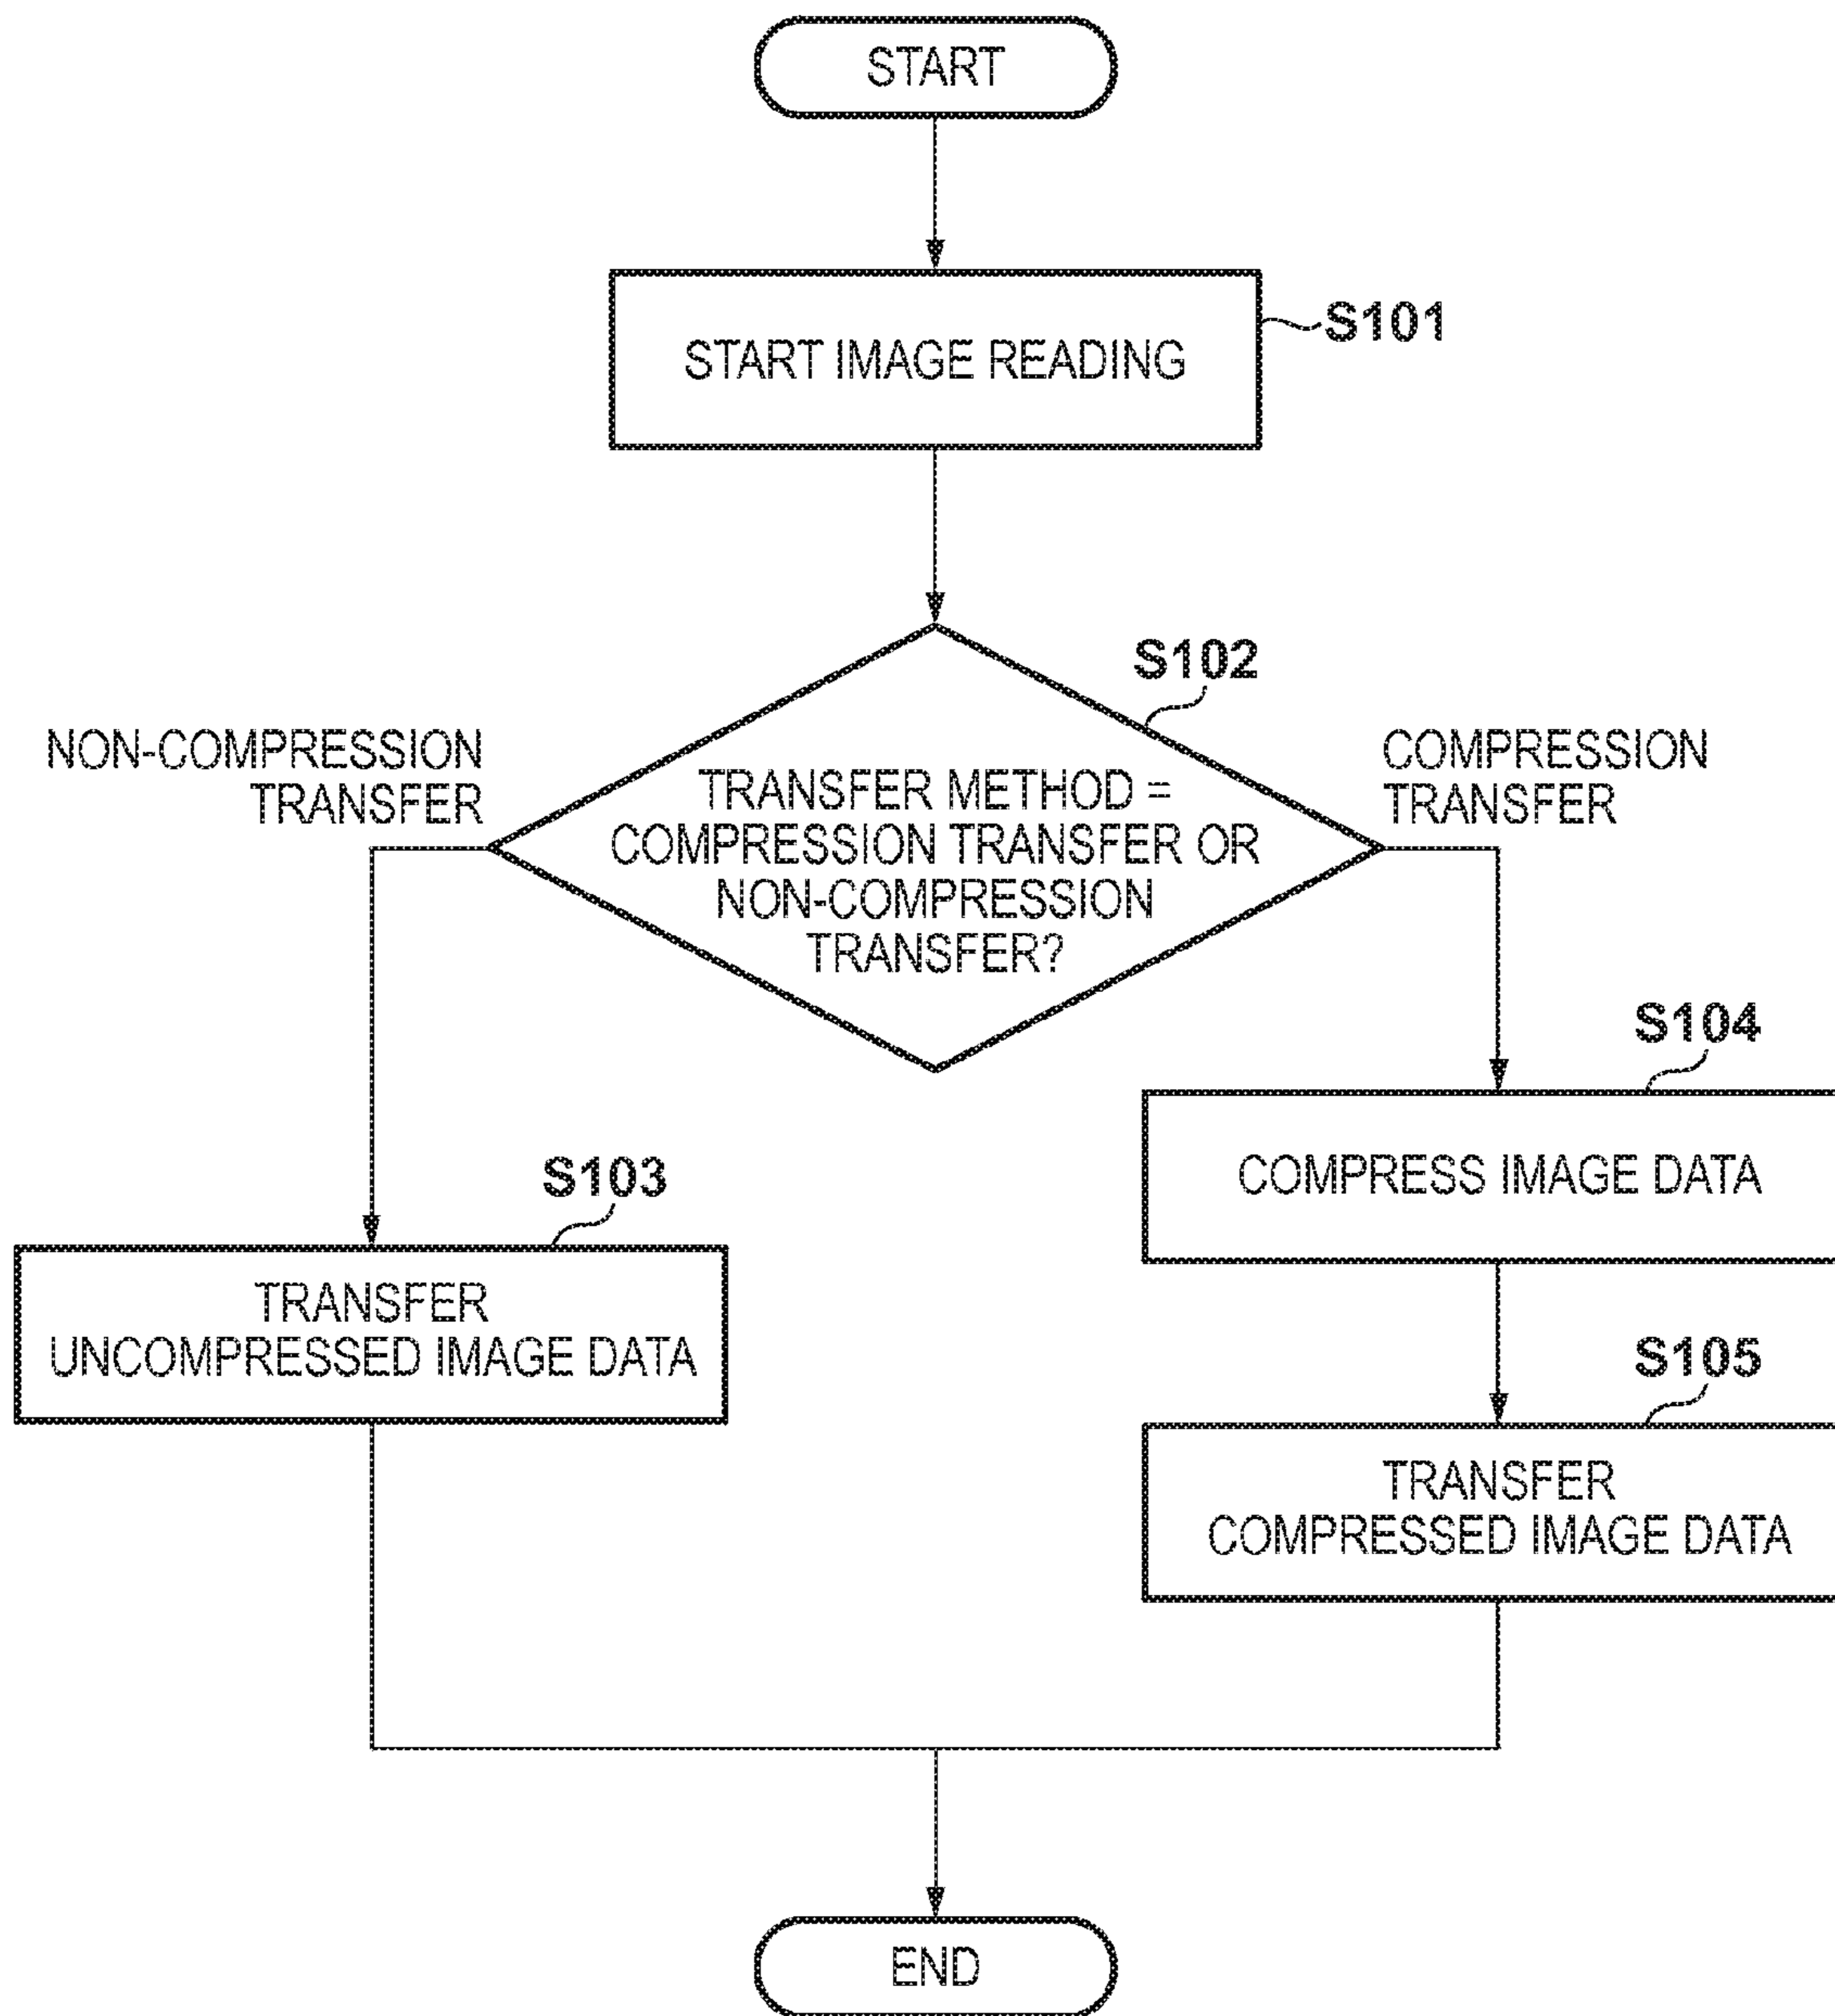 START
START IMAGE READING
S101
S102
NON-COMPRESSION
TRANSFER
COMPRESSION
TRANSFER
TRANSFER METHOD =
COMPRESSION TRANSFER OR
NON-COMPRESSION
TRANSFER?
S103
TRANSFER
UNCOMPRESSED IMAGE DATA
S104
COMPRESS IMAGE DATA
S105
TRANSFER
COMPRESSED IMAGE DATA
END